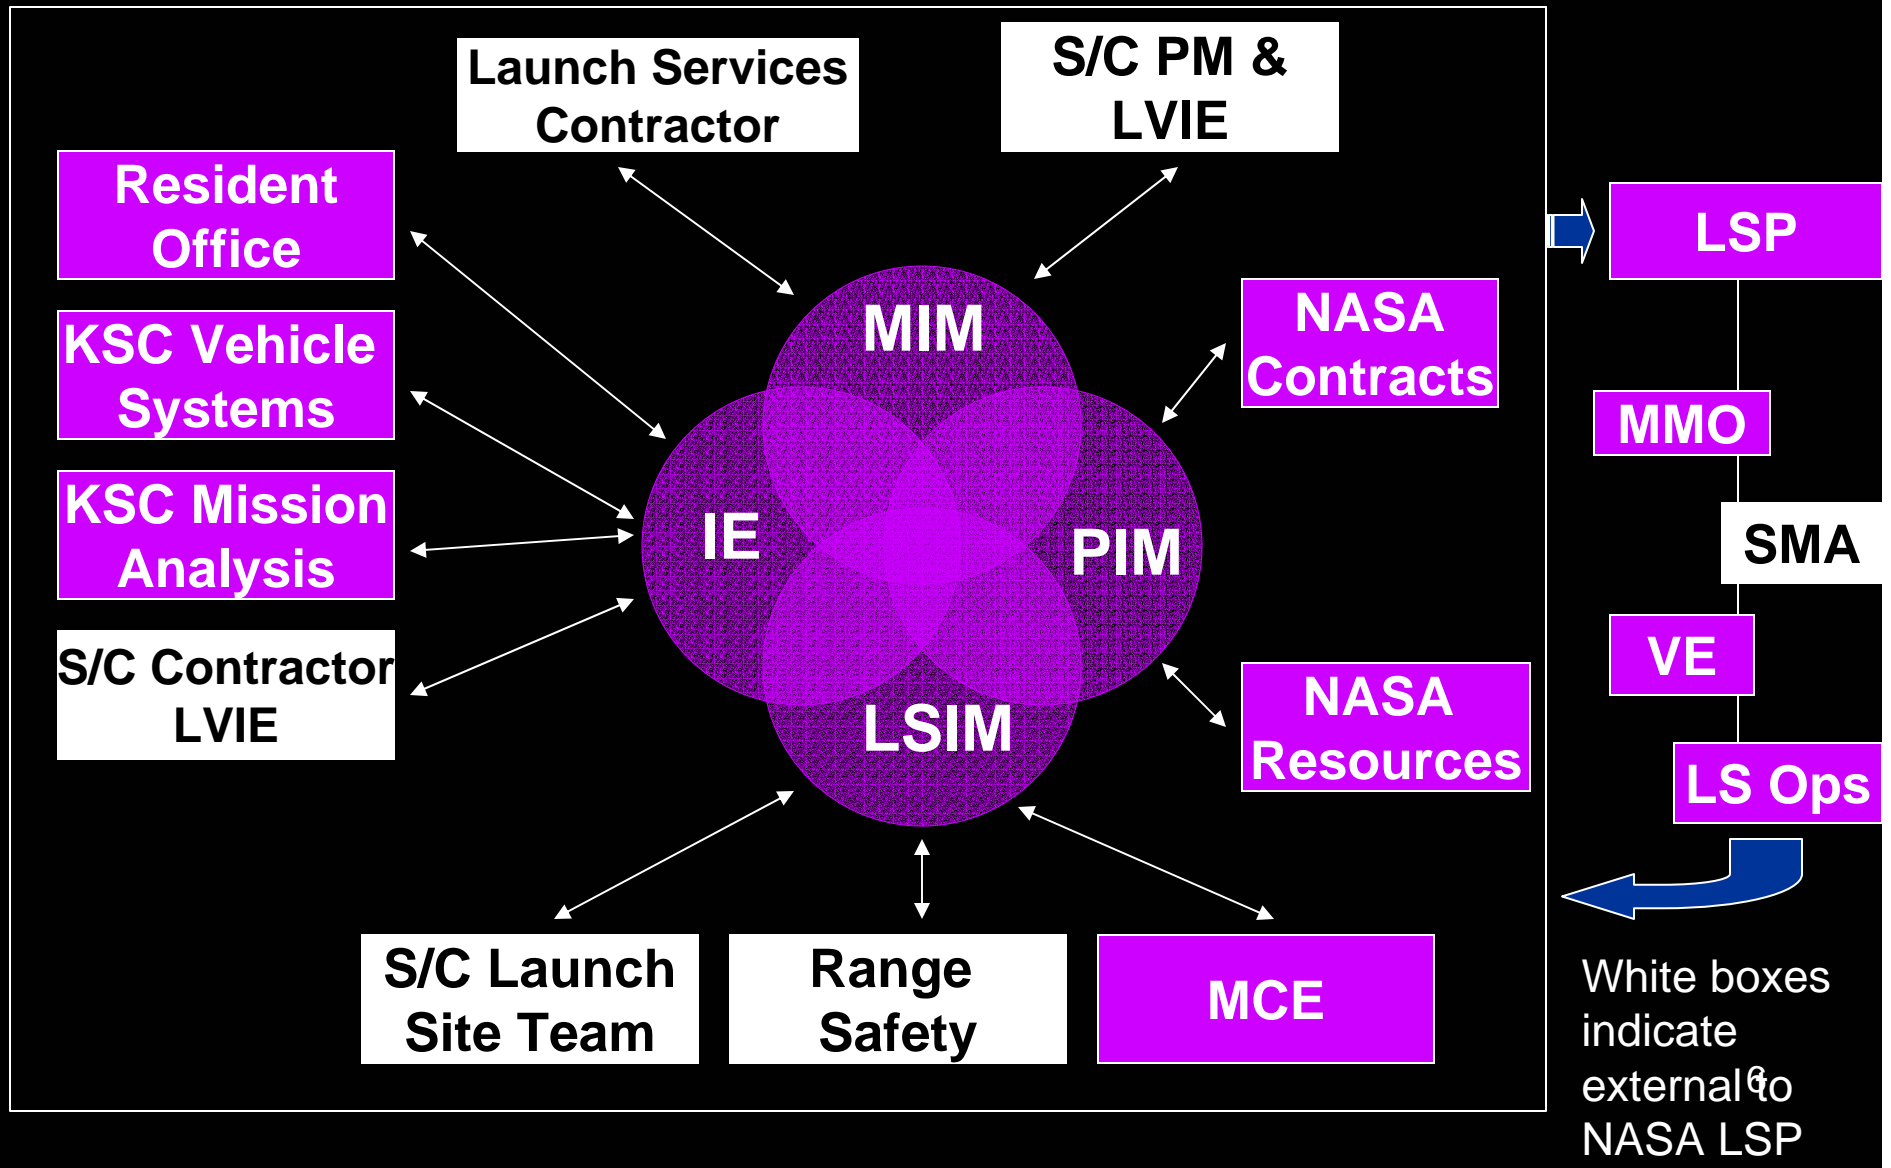 Launch Services
Contractor
S/C PM &
LVIE
Resident
Office
KSC Vehicle
Systems
KSC Mission
Analysis
S/C Contractor
LVIE
MIM
IE
PIM
LSIM
NASA
Contracts
NASA
Resources
S/C Launch
Site Team
Range
Safety
MCE
LSP
MMO
SMA
VE
LS Ops
White boxes
indicate
external to
NASA LSP
6